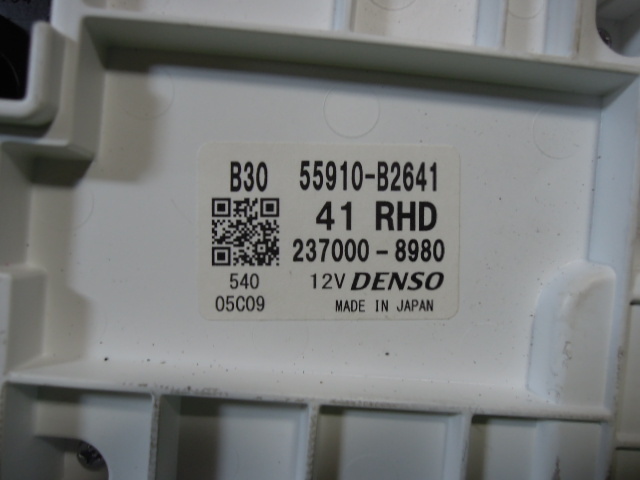 B30 55910-B2641
41 RHD
237000-8980
540 12V DENSO
05C09 MADE IN JAPAN